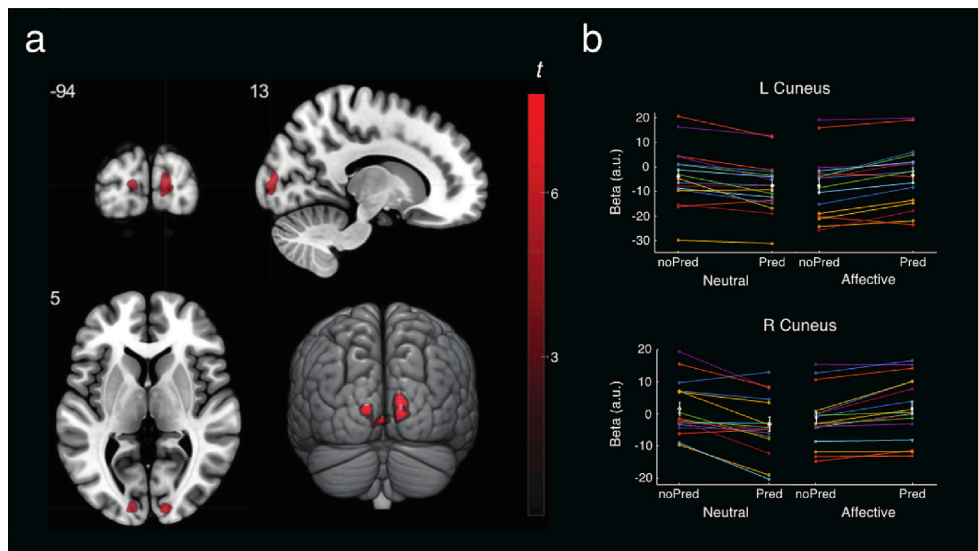 a
b
-94
13
t
6
3
5
L Cuneus
Beta (a.u.)
20
10
0
-10
-20
-30
noPred
Pred
noPred
Pred
Neutral
Affective
R Cuneus
Beta (a.u.)
20
10
0
-10
-20
noPred
Pred
noPred
Pred
Neutral
Affective